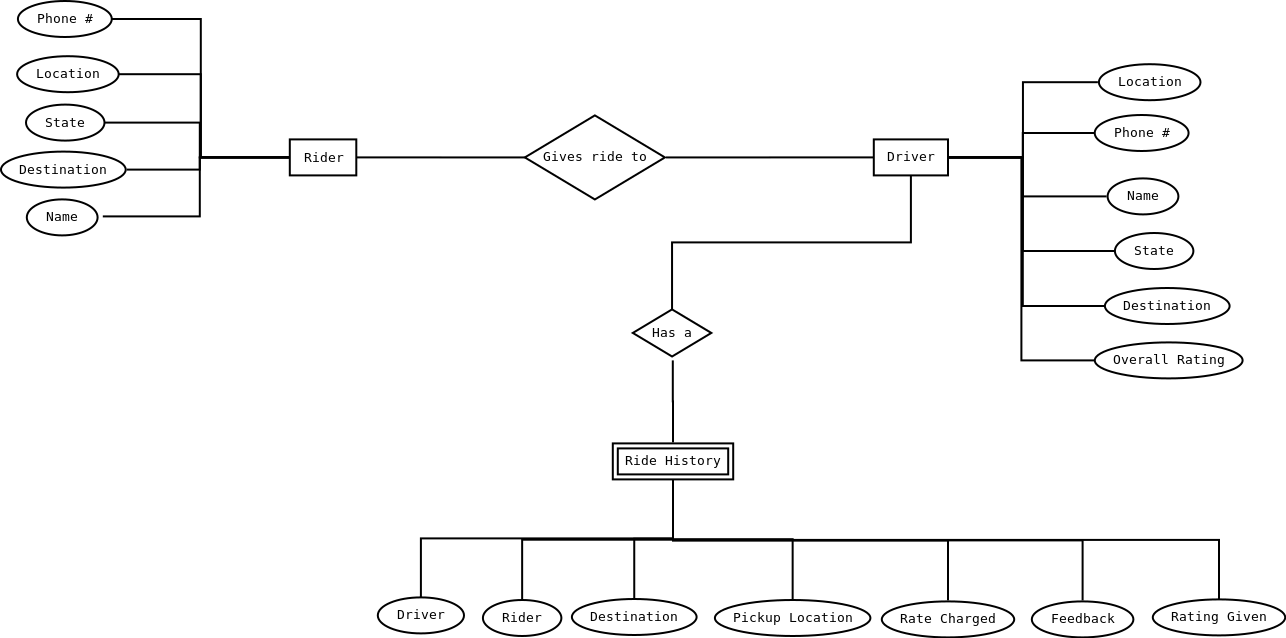 Phone #
Location
State
Destination
Name
Rider
Gives ride to
Driver
Location
Phone #
Name
State
Destination
Overall Rating
Has a
Ride History
Driver
Rider
Destination
Pickup Location
Rate Charged
Feedback
Rating Given